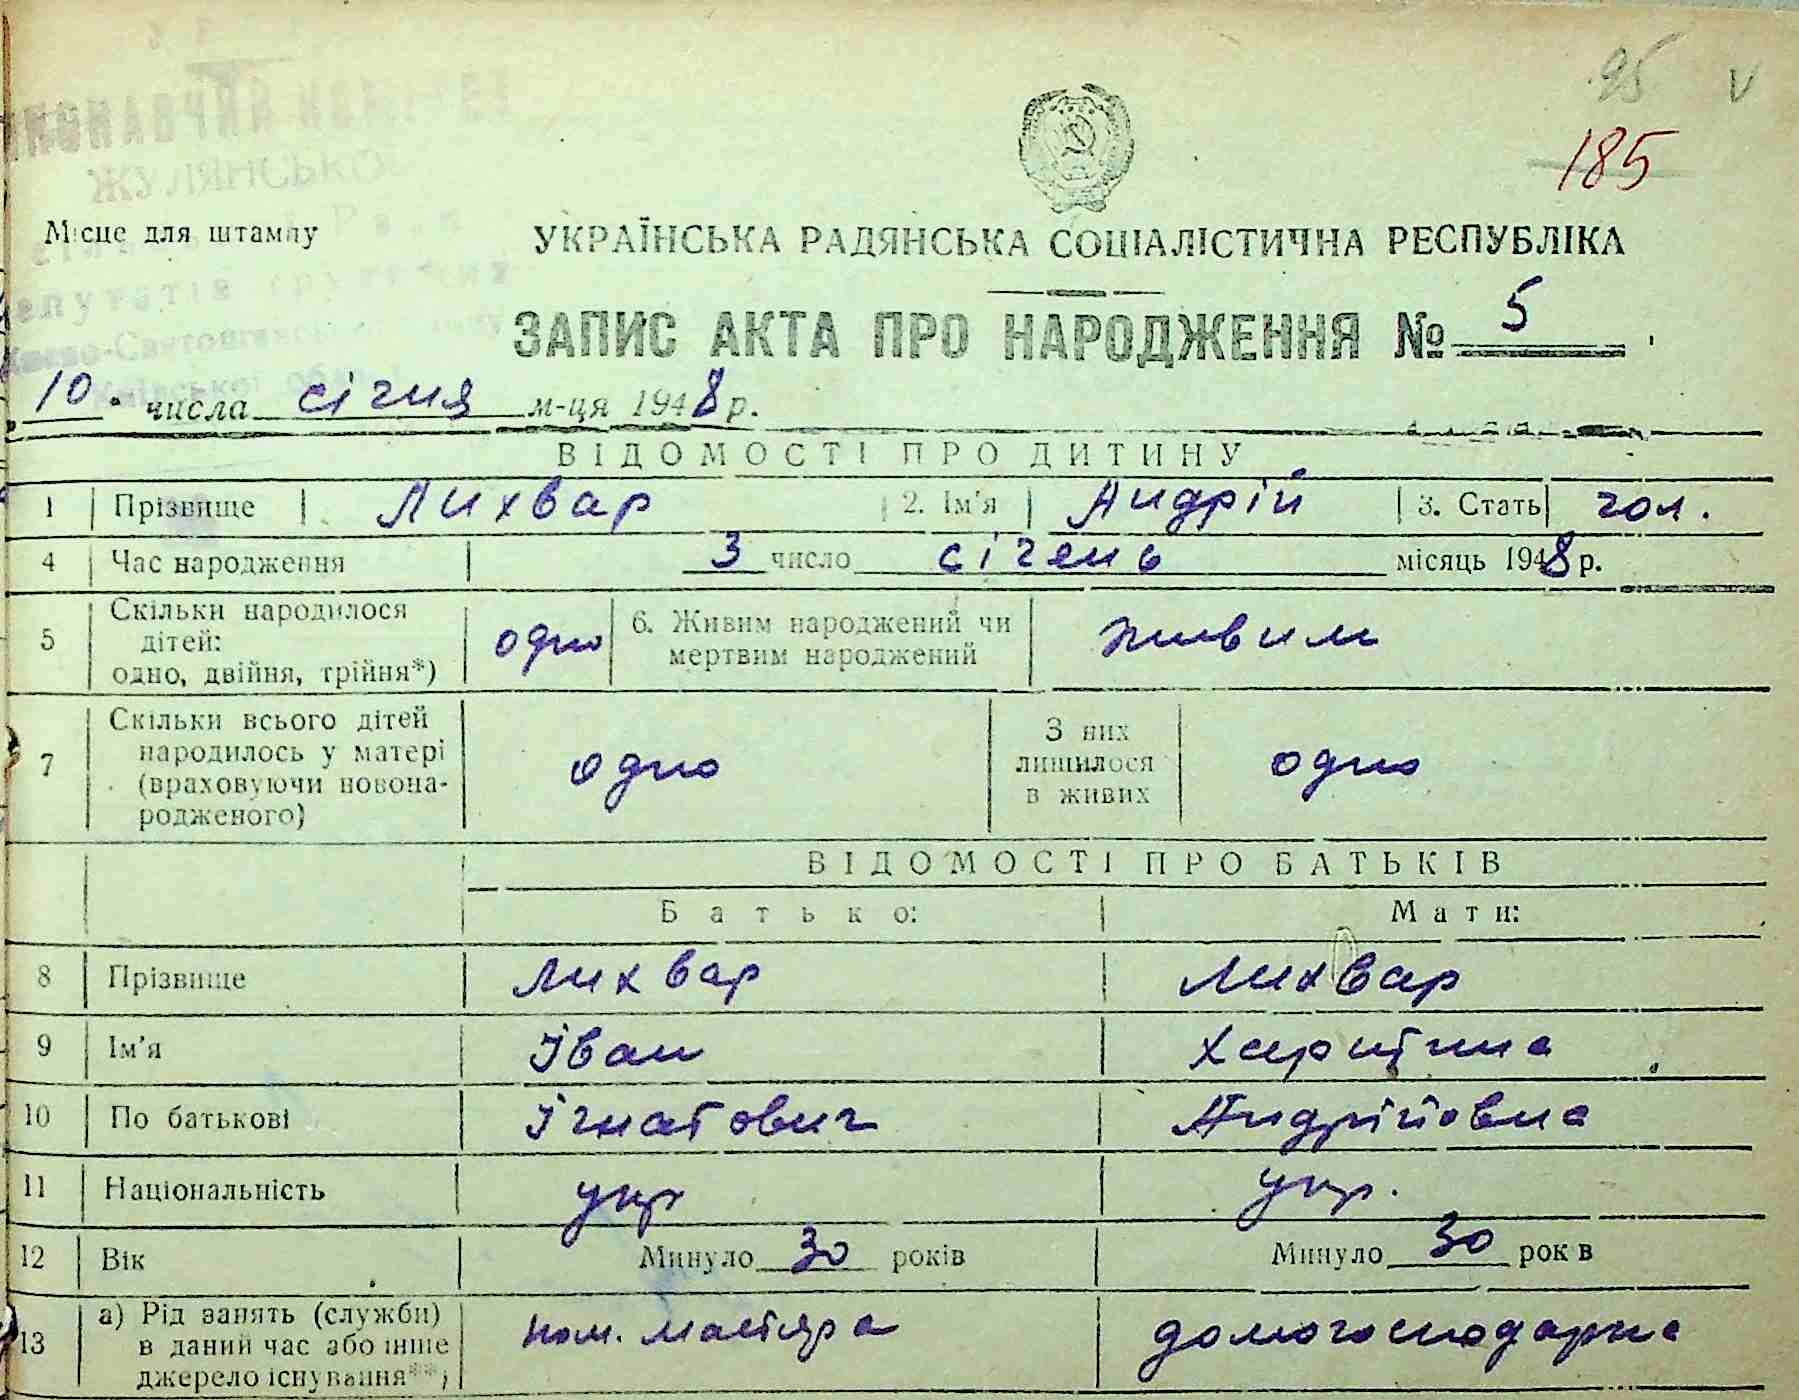 95 V
185
ЖУЛЯНСЬКО
Місце для штампу
УКРАЇНСЬКА РАДЯНСЬКА СОЦІАЛІСТИЧНА РЕСПУБЛІКА
ЗАПИС АКТА ПРО НАРОДЖЕННЯ № 5
10 числа січня м-ця 1948 р.
ВІДОМОСТІ ПРО ДИТИНУ
1 Прізвище Лихвар 2. Ім'я Андрій 3. Стать чол.
4 Час народження 3 число січень місяць 1948 р.
5 Скільки народилося дітей: одно, двійня, трійня*) одно 6. Живим народжений чи мертвим народжений живим
7 Скільки всього дітей народилось у матері (враховуючи новонародженого) одно З них лишилося в живих одно
ВІДОМОСТІ ПРО БАТЬКІВ
Батько: Мати:
8 Прізвище Лихвар Лихвар
9 Ім'я Іван Харитина
10 По батькові Ігнатович Андріївна
11 Національність укр укр.
12 Вік Минуло 30 років Минуло 30 рок в
13 а) Рід занять (служби) в даний час або інше джерело існування**) пом. мастера домогосподарка